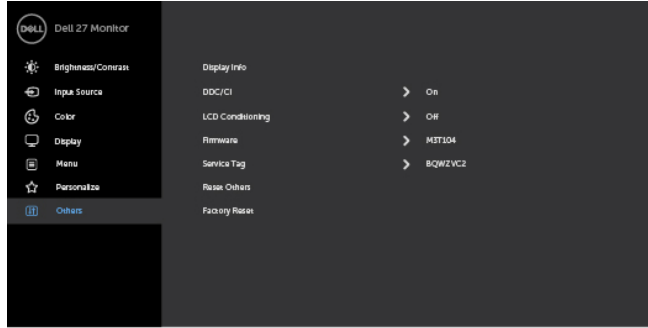 DELL Dell 27 Monitor
Brightness/Contrast Display Info
Input Source DDC/CI On
Color LCD Conditioning Off
Display Firmware M3T104
Menu Service Tag BQWZVC2
Personalize Reset Others
Others Factory Reset